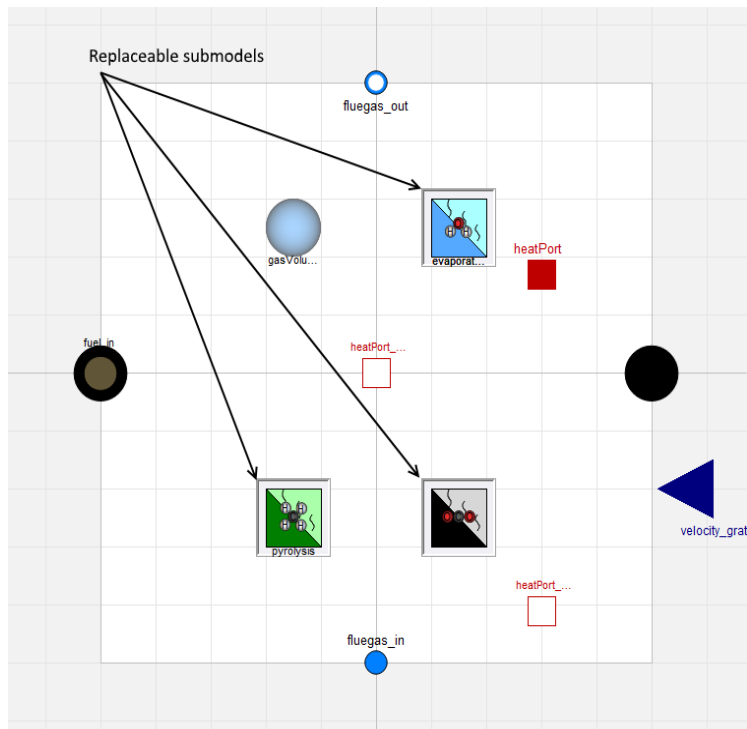 Replaceable submodels
fluegas_out
gasVolu...
evaporat...
heatPort
fuel_in
heatPort_...
H H
H H
H H
pyrolysis
velocity_grat
heatPort_...
fluegas_in